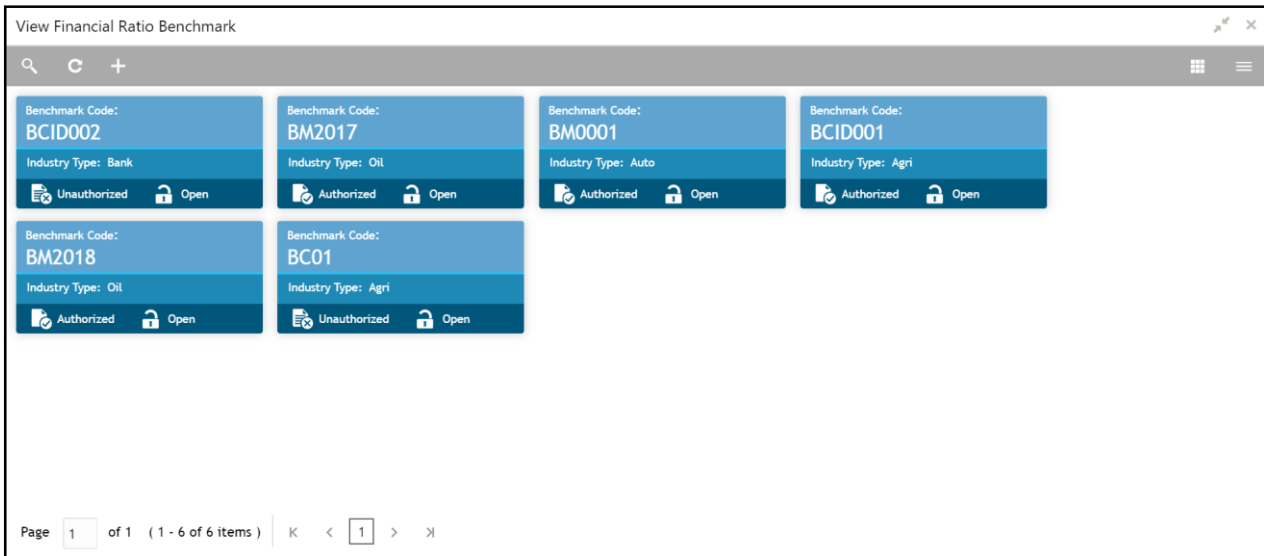 View Financial Ratio Benchmark
Benchmark Code:
BCID002
Industry Type: Bank
Unauthorized Open
Benchmark Code:
BM2017
Industry Type: Oil
Authorized Open
Benchmark Code:
BM0001
Industry Type: Auto
Authorized Open
Benchmark Code:
BCID001
Industry Type: Agri
Authorized Open
Benchmark Code:
BM2018
Industry Type: Oil
Authorized Open
Benchmark Code:
BC01
Industry Type: Agri
Unauthorized Open
Page 1 of 1 ( 1 - 6 of 6 items ) 1